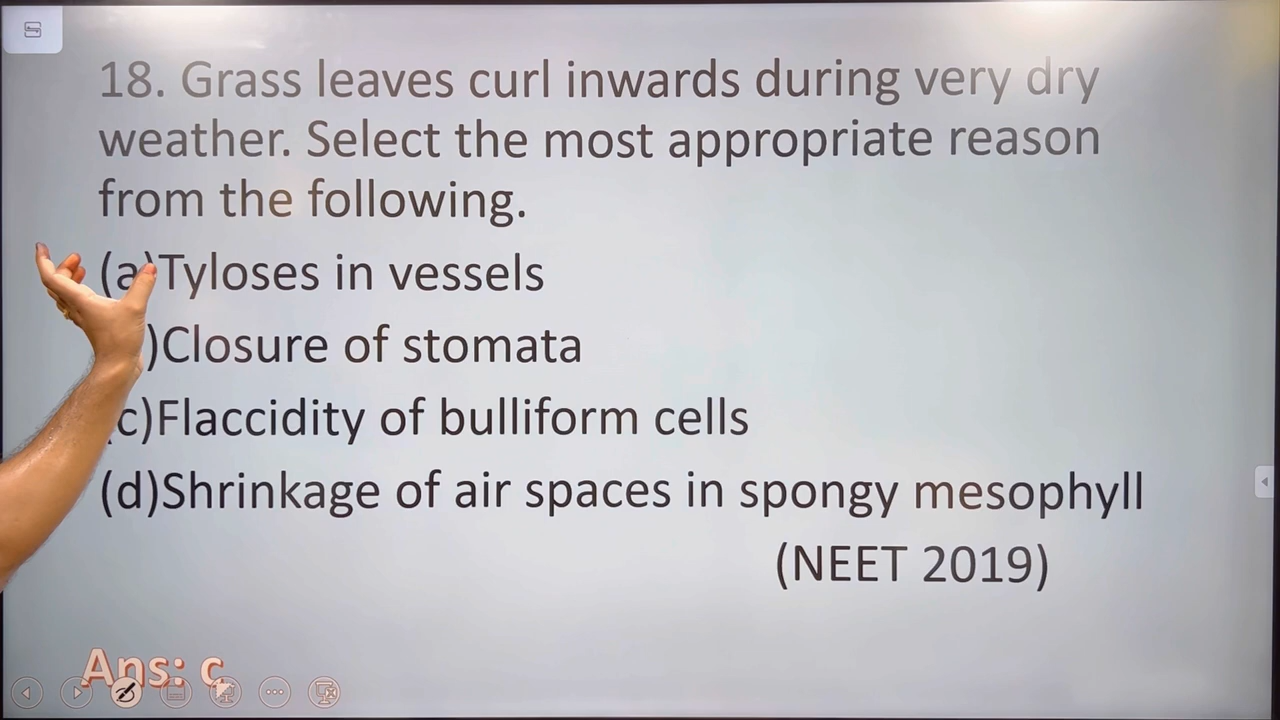 18. Grass leaves curl inwards during very dry
weather. Select the most appropriate reason
from the following.
(a)Tyloses in vessels
)Closure of stomata
(c)Flaccidity of bulliform cells
(d)Shrinkage of air spaces in spongy mesophyll
(NEET 2019)
Ans: c